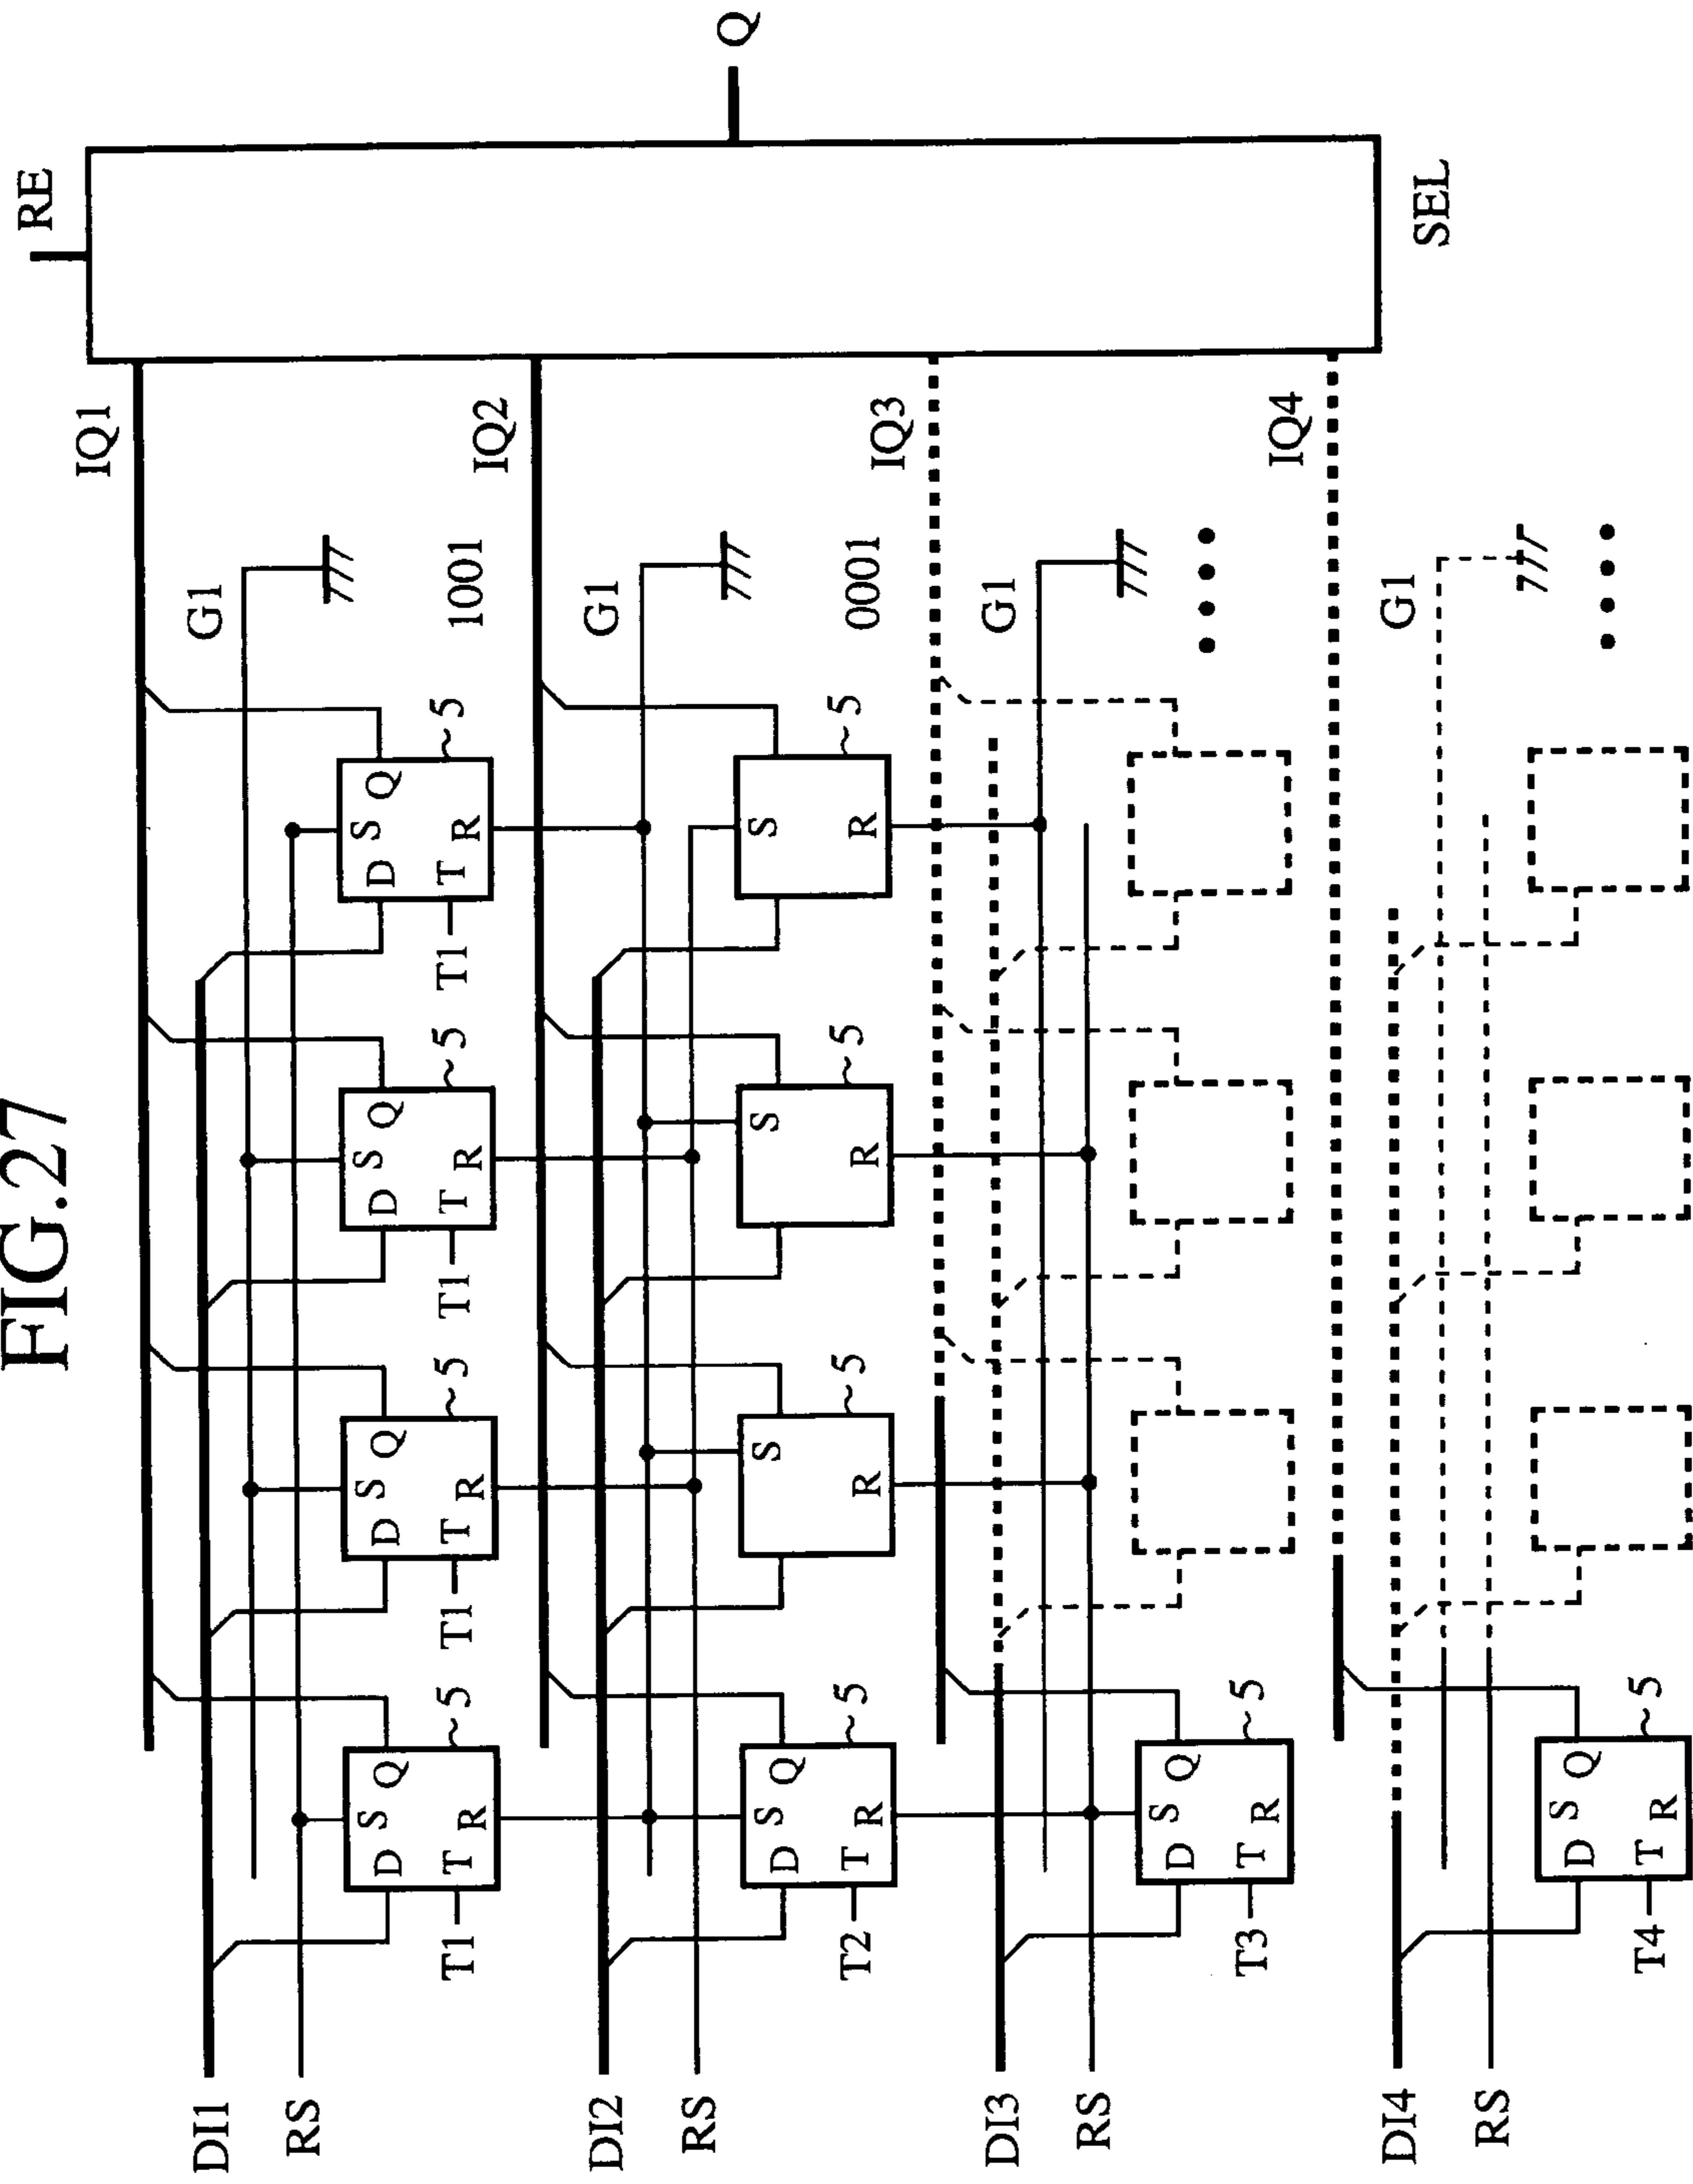 FIG.27
RE
IQ1
G1
DI1
RS
D S Q
T R
T1
5
D S Q
T R
T1
5
D S Q
T R
T1
5
D S Q
T R
T1
5
1001
IQ2
G1
DI2
RS
D S Q
T R
T2
5
S
R
5
S
R
5
S
R
5
0001
Q
IQ3
G1
DI3
RS
D S Q
T R
T3
5
IQ4
G1
DI4
RS
D S Q
T R
T4
5
SEL